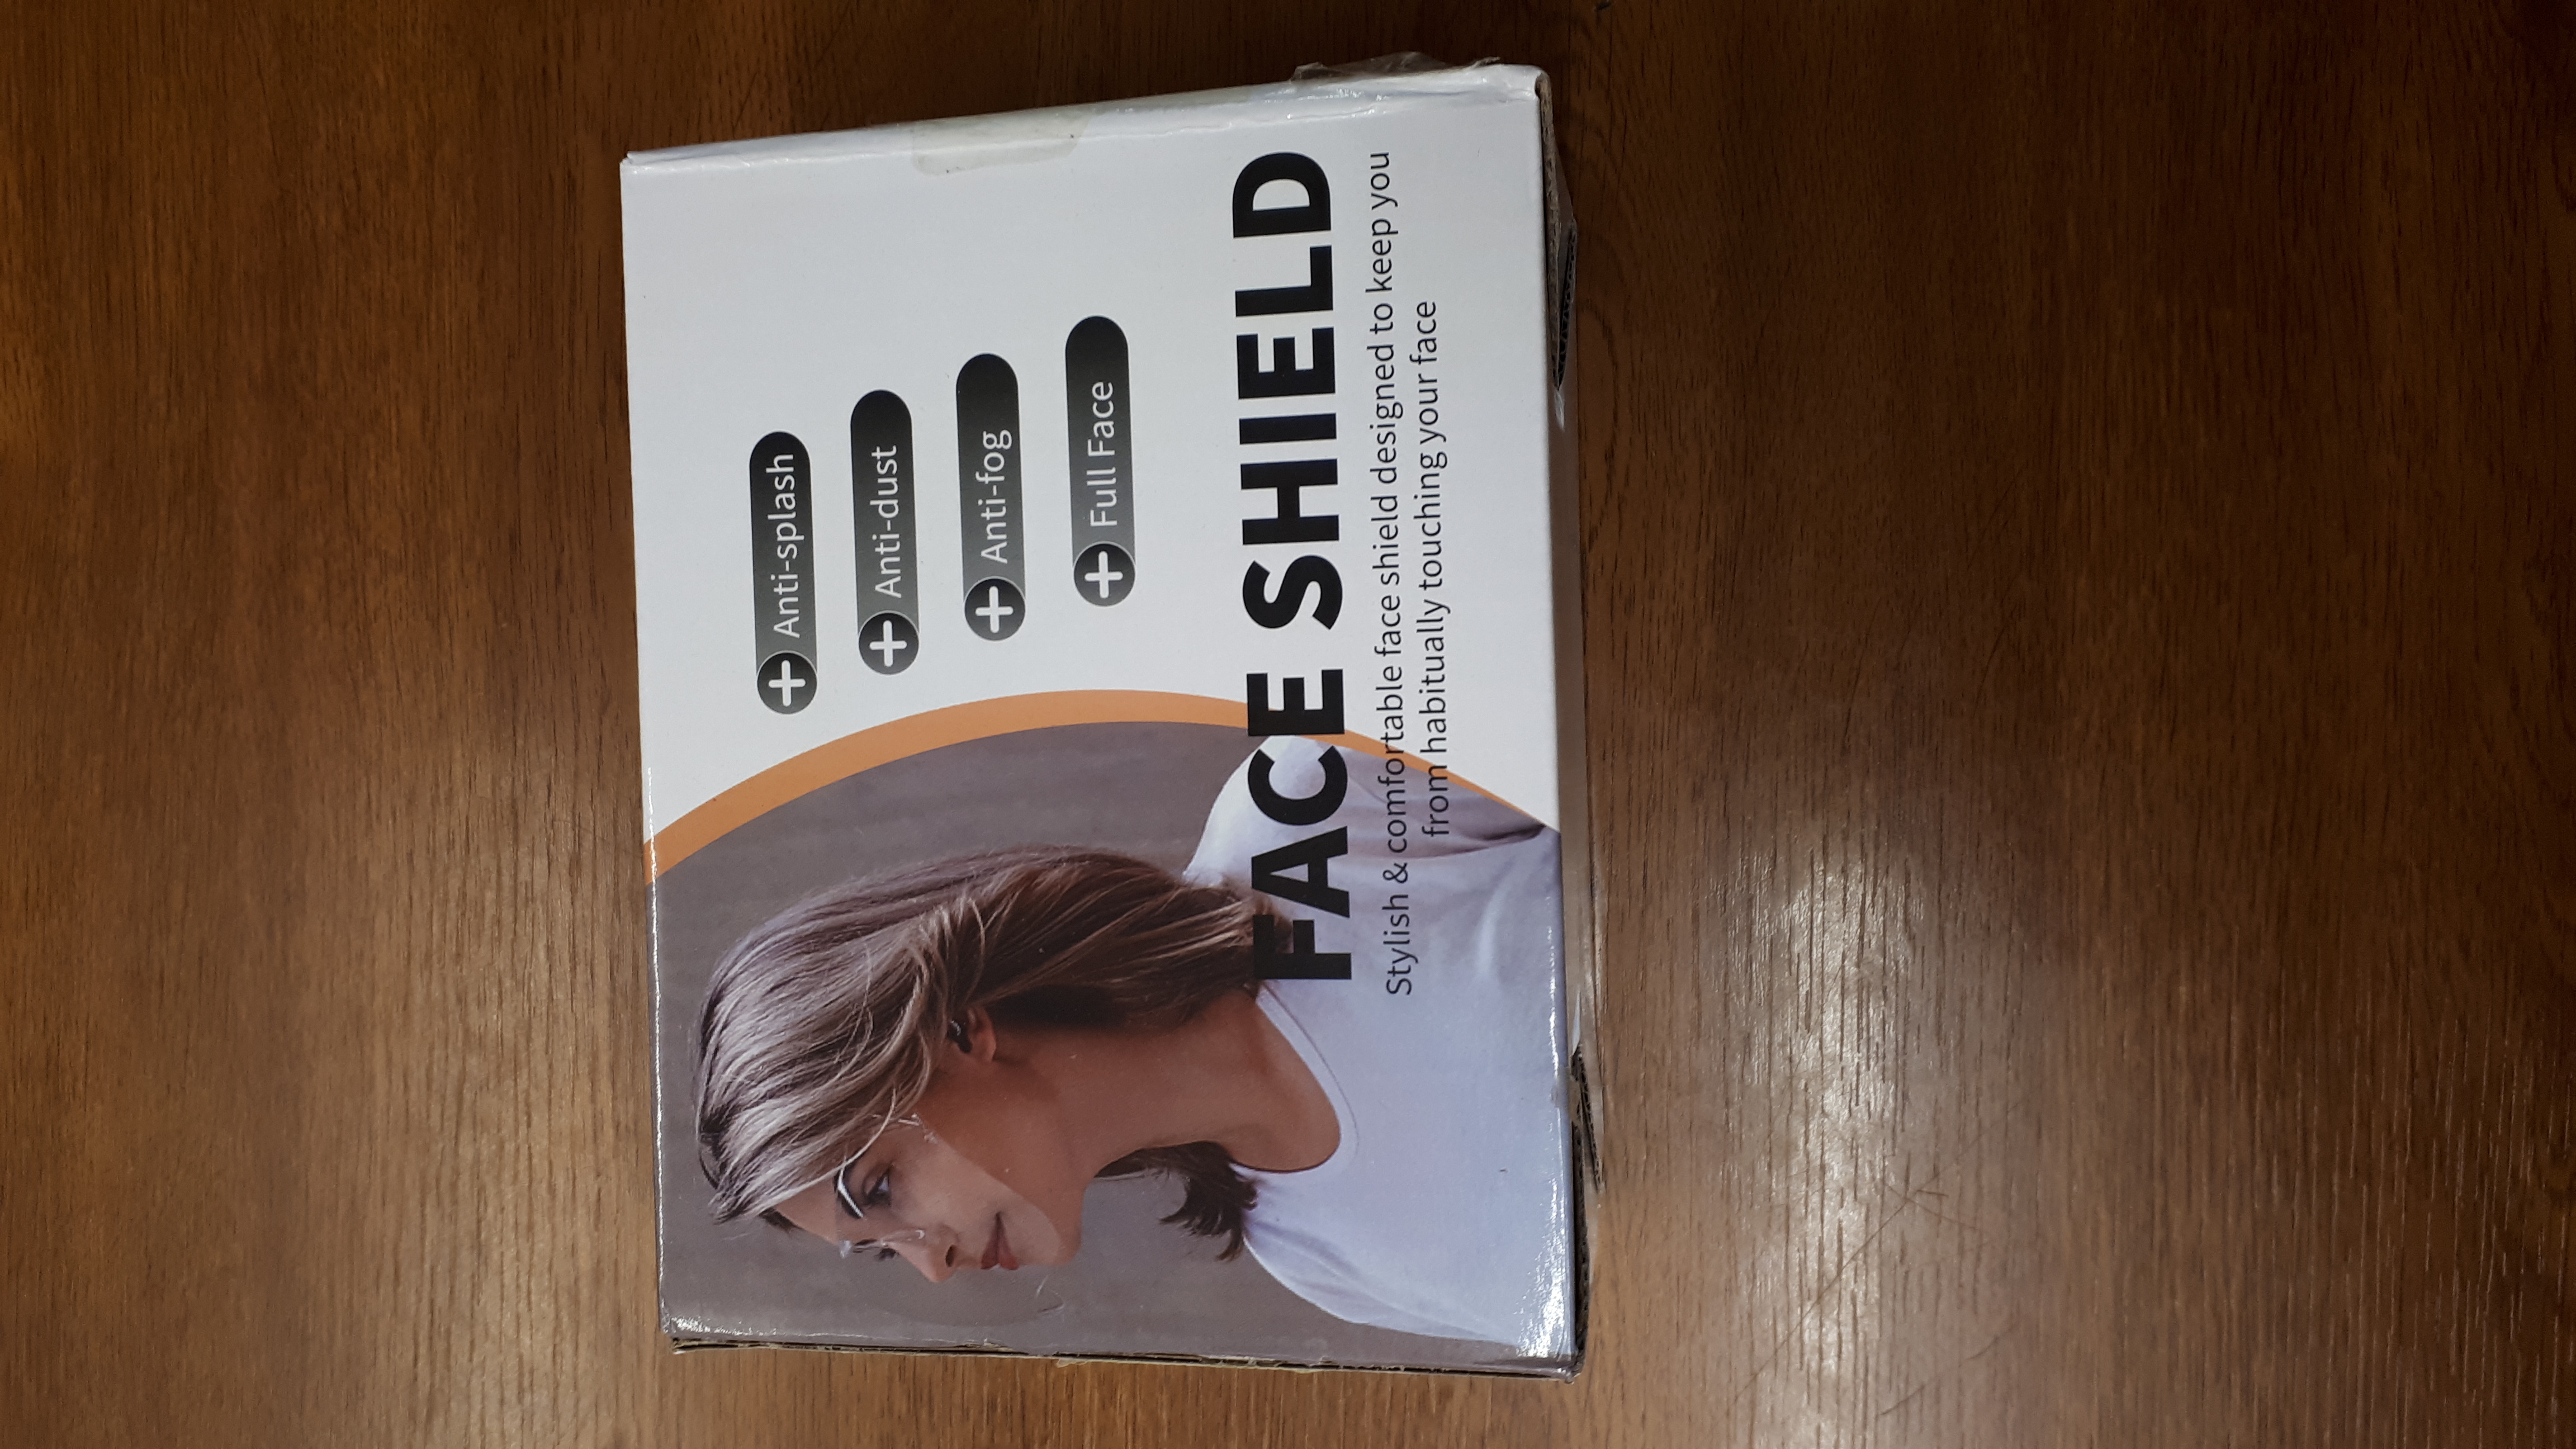 Anti-splash
Anti-dust
Anti-fog
Full Face
FACE SHIELD
Stylish & comfortable face shield designed to keep you
from habitually touching your face